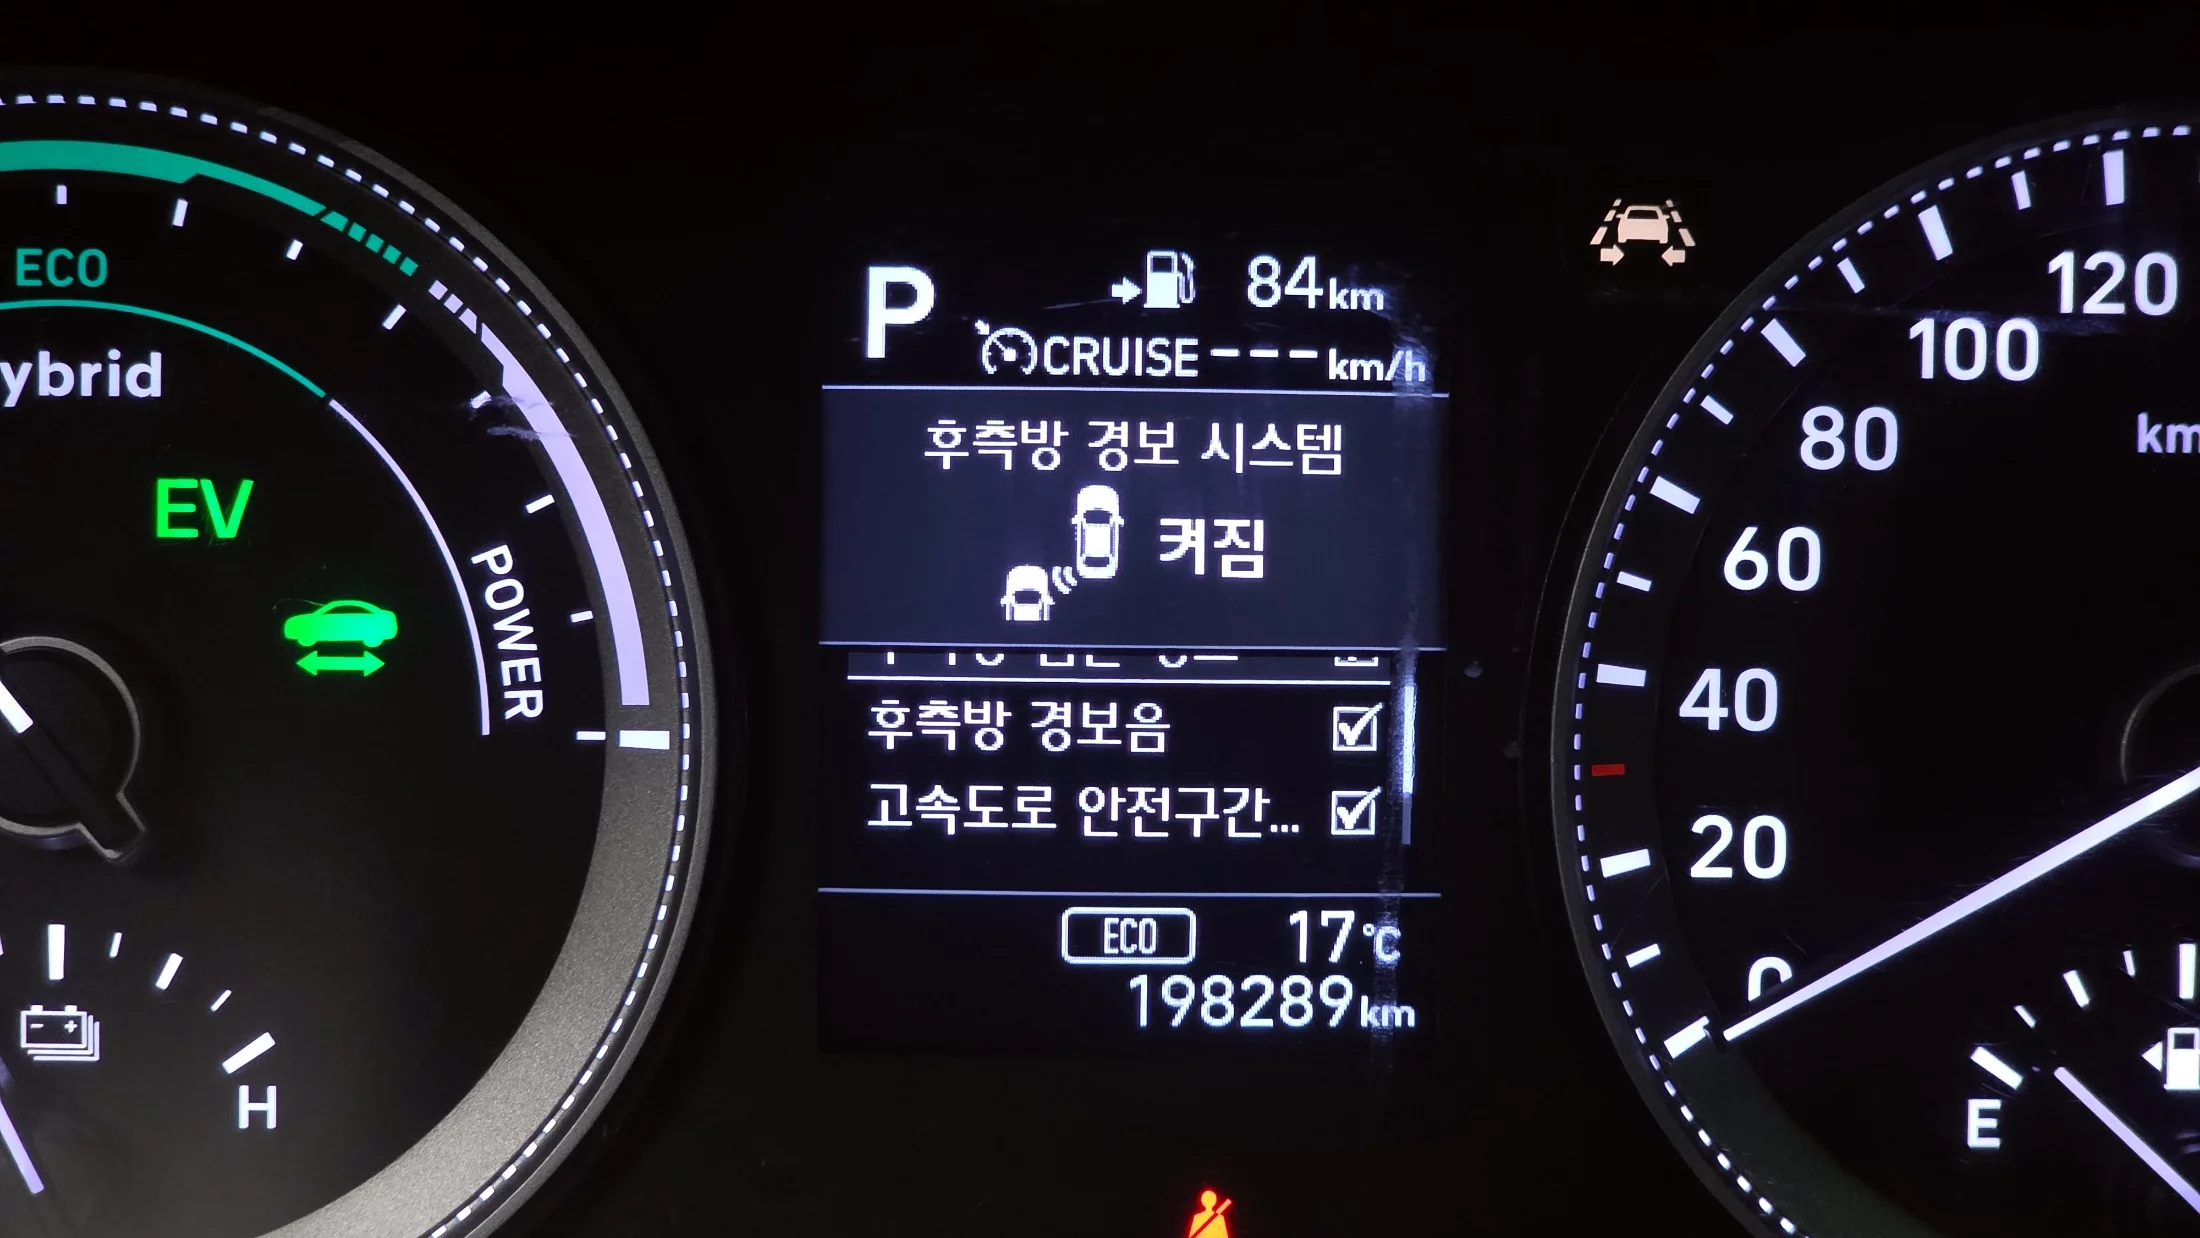 ECO
ybrid
EV
POWER
H
P
84km
CRUISE---km/h
후측방 경보 시스템
켜짐
후측방 경보음
고속도로 안전구간...
ECO
17℃
198289km
120
100
80
km
60
40
20
0
E